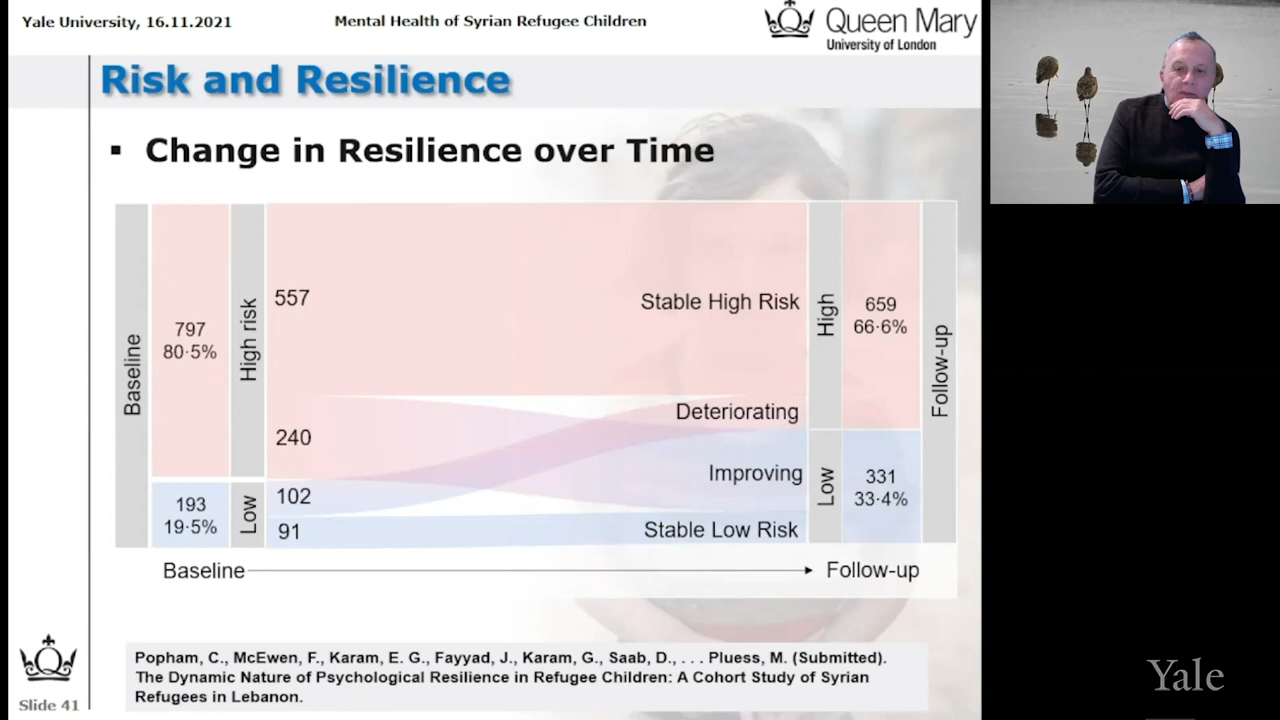 Yale University, 16.11.2021
Mental Health of Syrian Refugee Children
Queen Mary
University of London
Risk and Resilience
▪ Change in Resilience over Time
Baseline
797
80·5%
High risk
557
Stable High Risk
High
659
66·6%
Follow-up
240
Deteriorating
193
19·5%
Low
102
Improving
Low
331
33·4%
91
Stable Low Risk
Baseline
Follow-up
Popham, C., McEwen, F., Karam, E. G., Fayyad, J., Karam, G., Saab, D., . . . Pluess, M. (Submitted).
The Dynamic Nature of Psychological Resilience in Refugee Children: A Cohort Study of Syrian
Refugees in Lebanon.
Slide 41
Yale